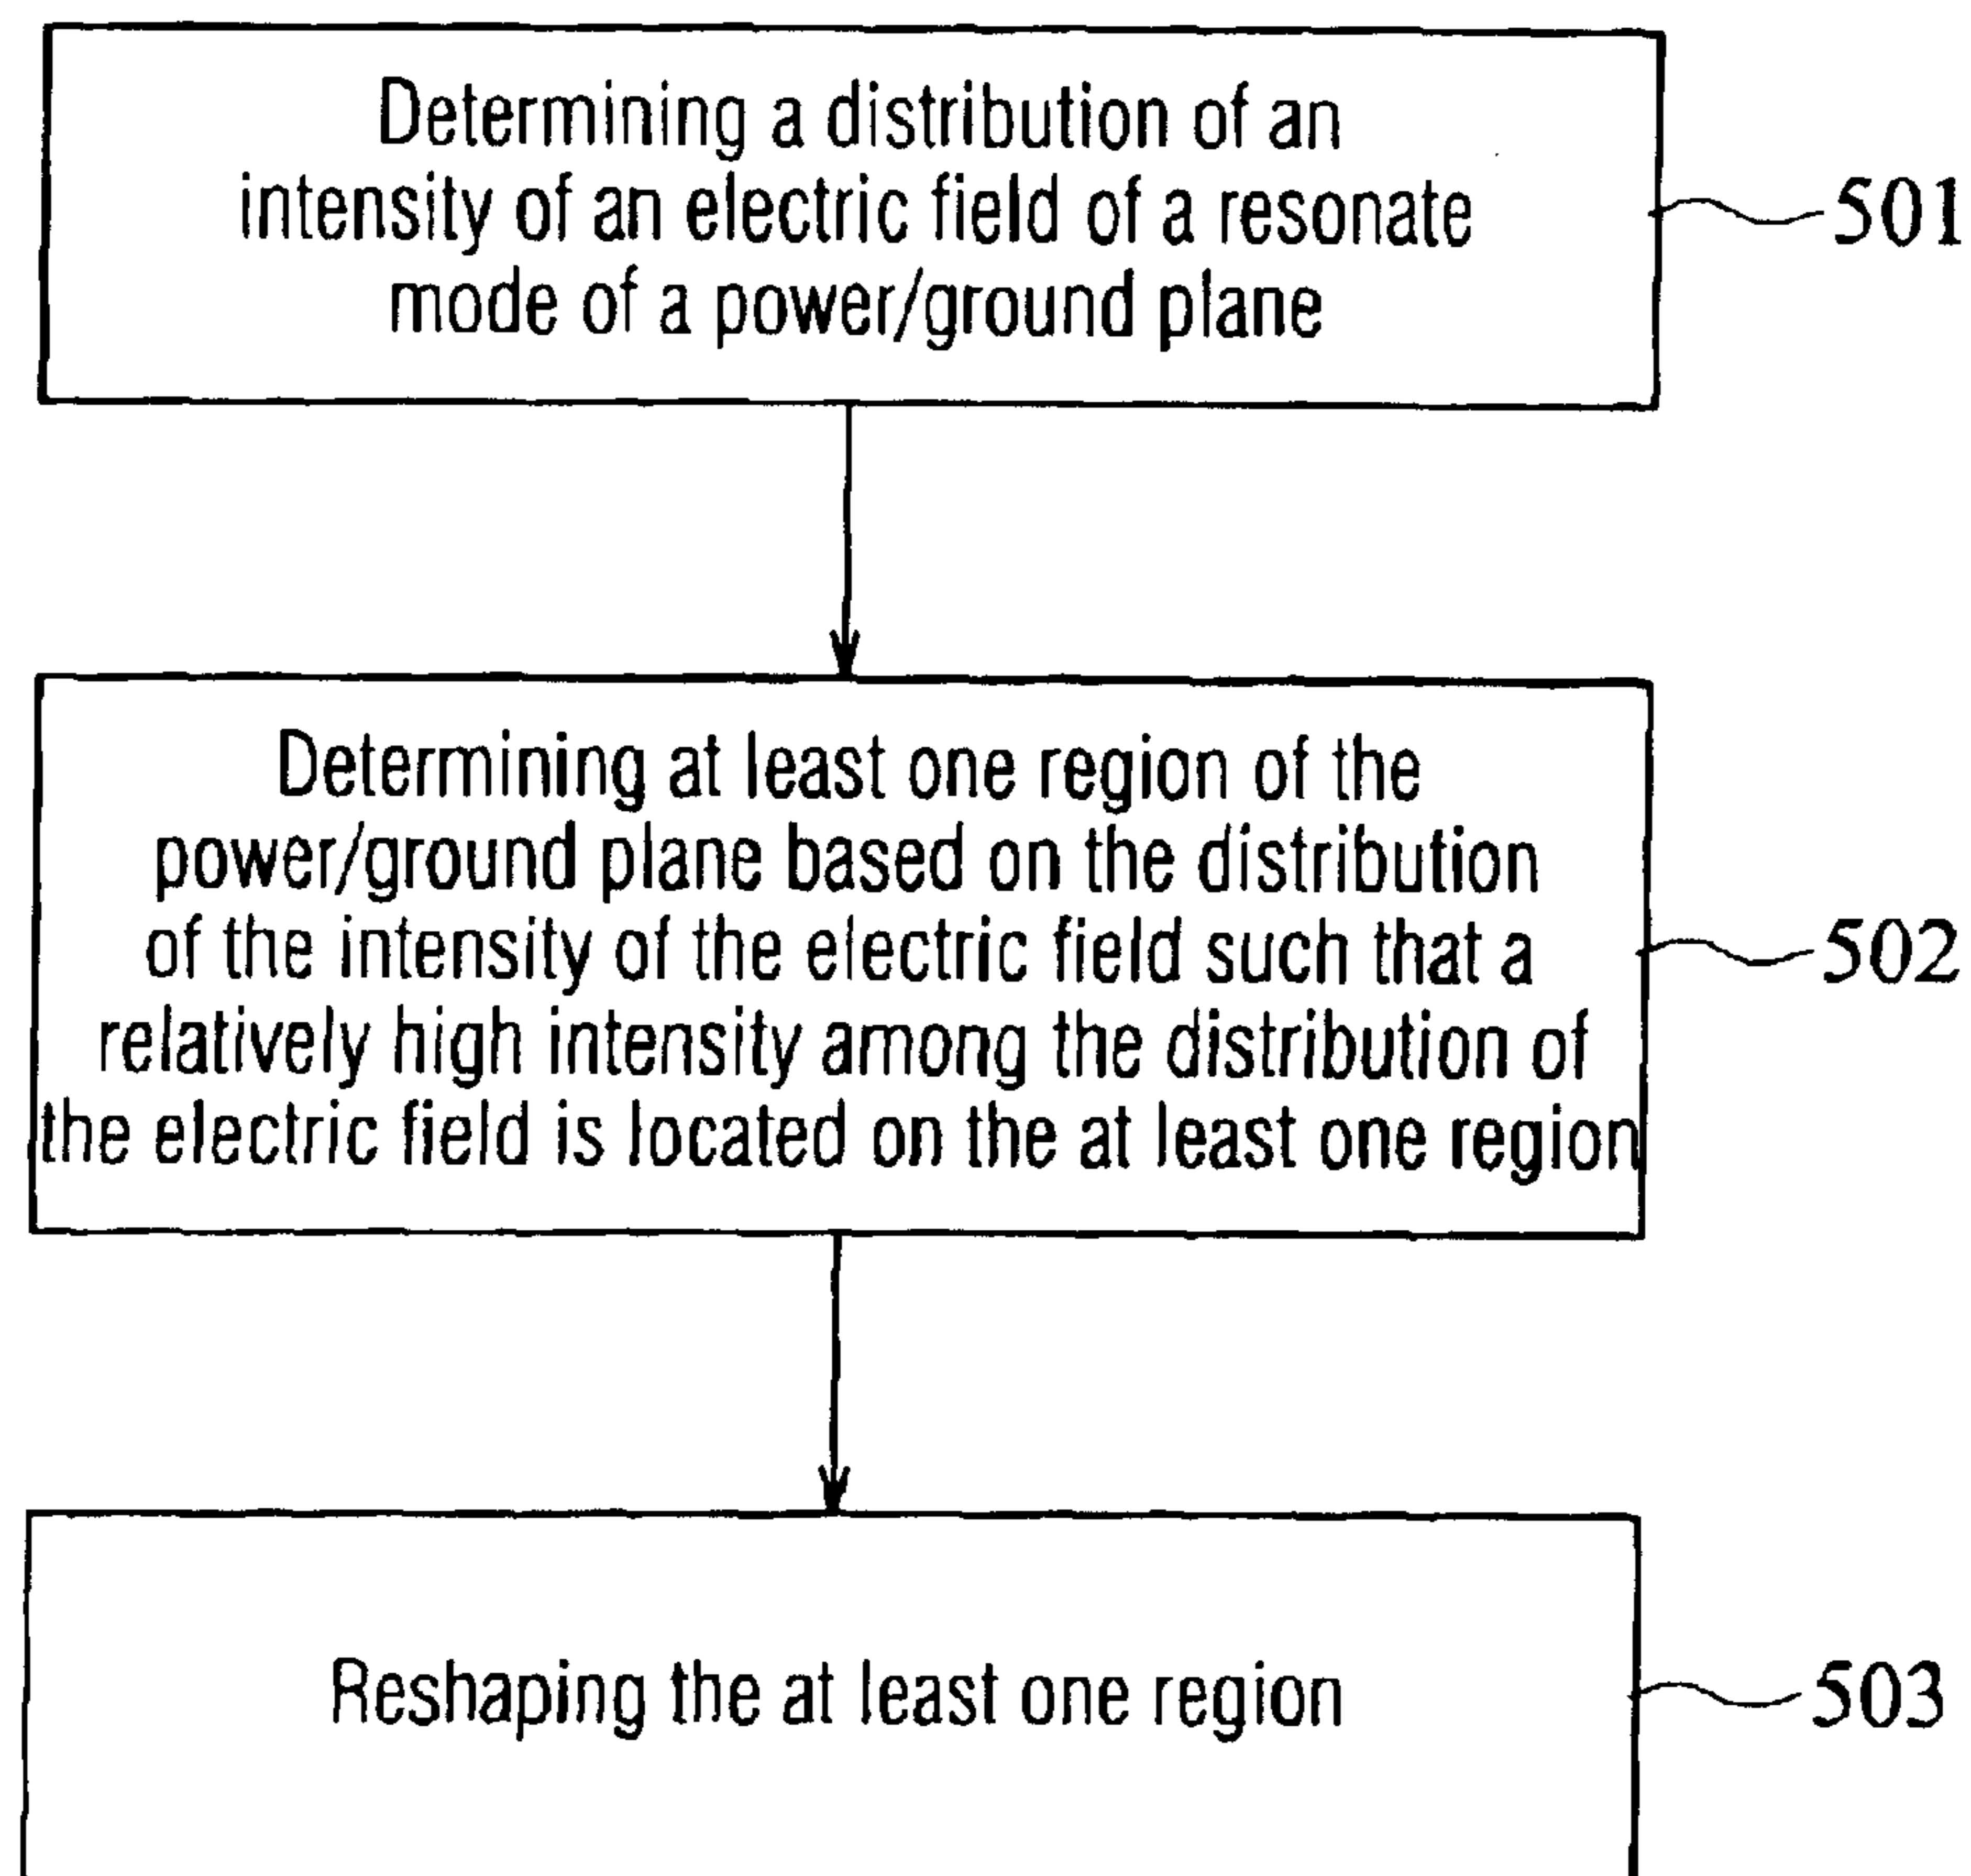 Determining a distribution of an
intensity of an electric field of a resonate
mode of a power/ground plane
501
Determining at least one region of the
power/ground plane based on the distribution
of the intensity of the electric field such that a
relatively high intensity among the distribution of
the electric field is located on the at least one region
502
Reshaping the at least one region
503